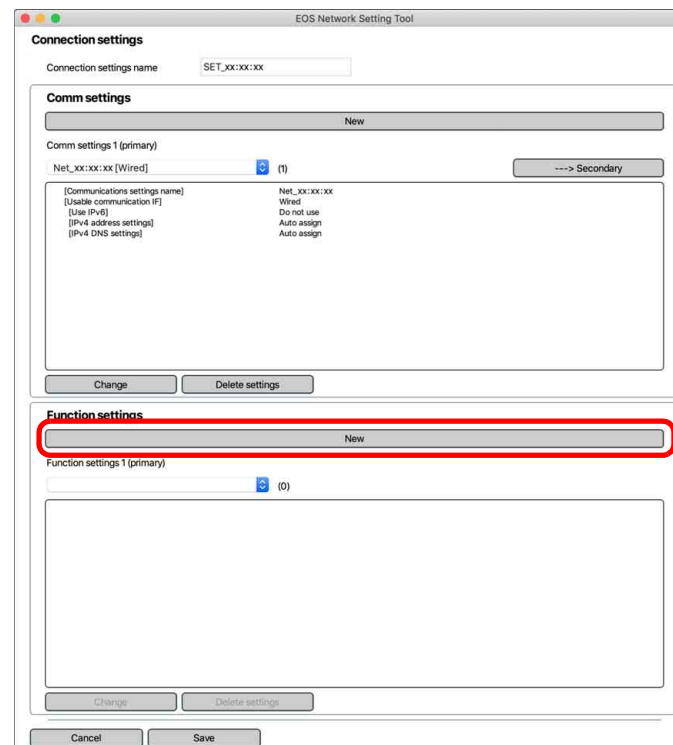 EOS Network Setting Tool
Connection settings
Connection settings name SET_xx:xx:xx
Comm settings
New
Comm settings 1 (primary)
Net_xx:xx:xx [Wired] (1) ---> Secondary
[Communications settings name] Net_xx:xx:xx
[Usable communication IF] Wired
[Use IPv6] Do not use
[IPv4 address settings] Auto assign
[IPv4 DNS settings] Auto assign
Change Delete settings
Function settings
New
Function settings 1 (primary)
(0)
Change Delete settings
Cancel Save